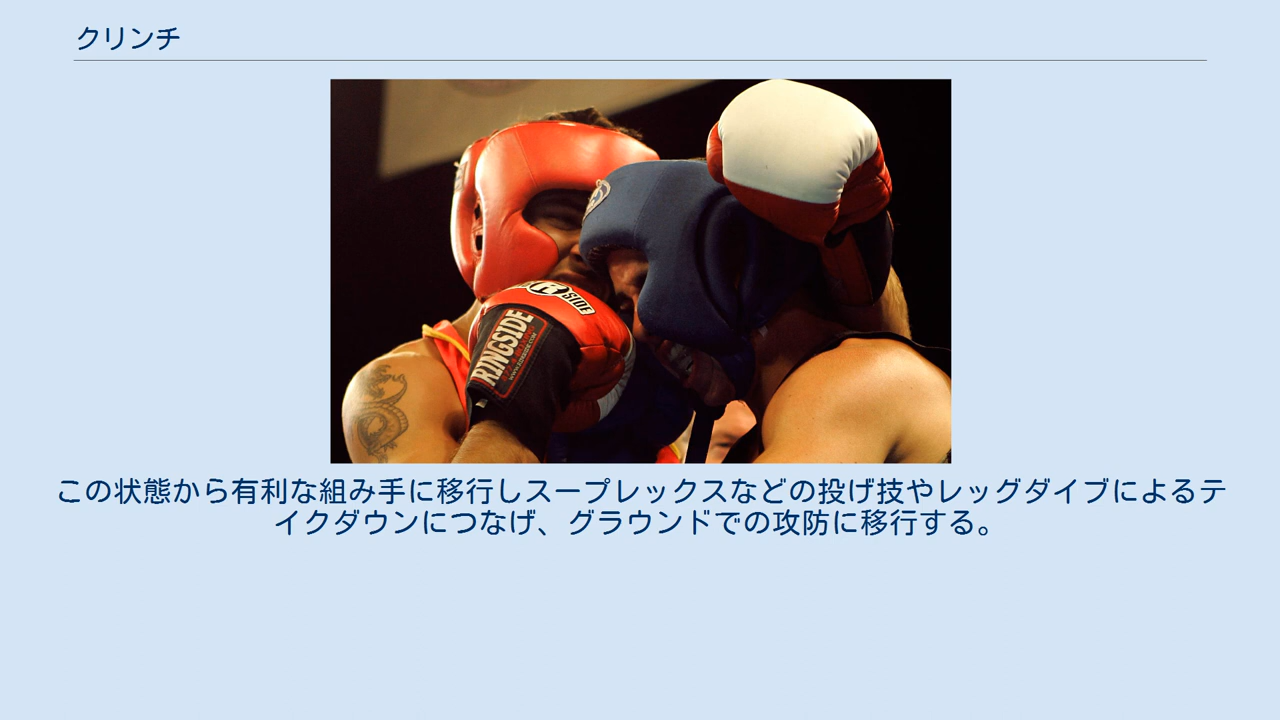 クリンチ
R SIDE
RINGSIDE
この状態から有利な組み手に移行しスープレックスなどの投げ技やレッグダイブによるテ
イクダウンにつなげ、グラウンドでの攻防に移行する。